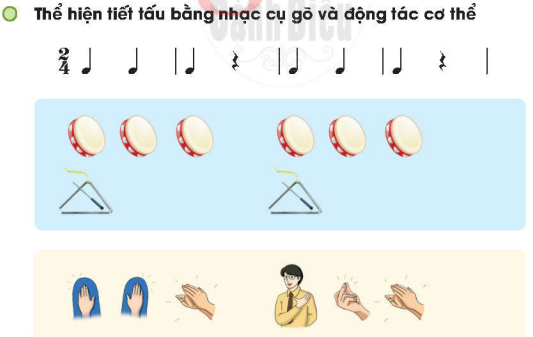 Thể hiện tiết tấu bằng nhạc cụ gõ và động tác cơ thể
2
4